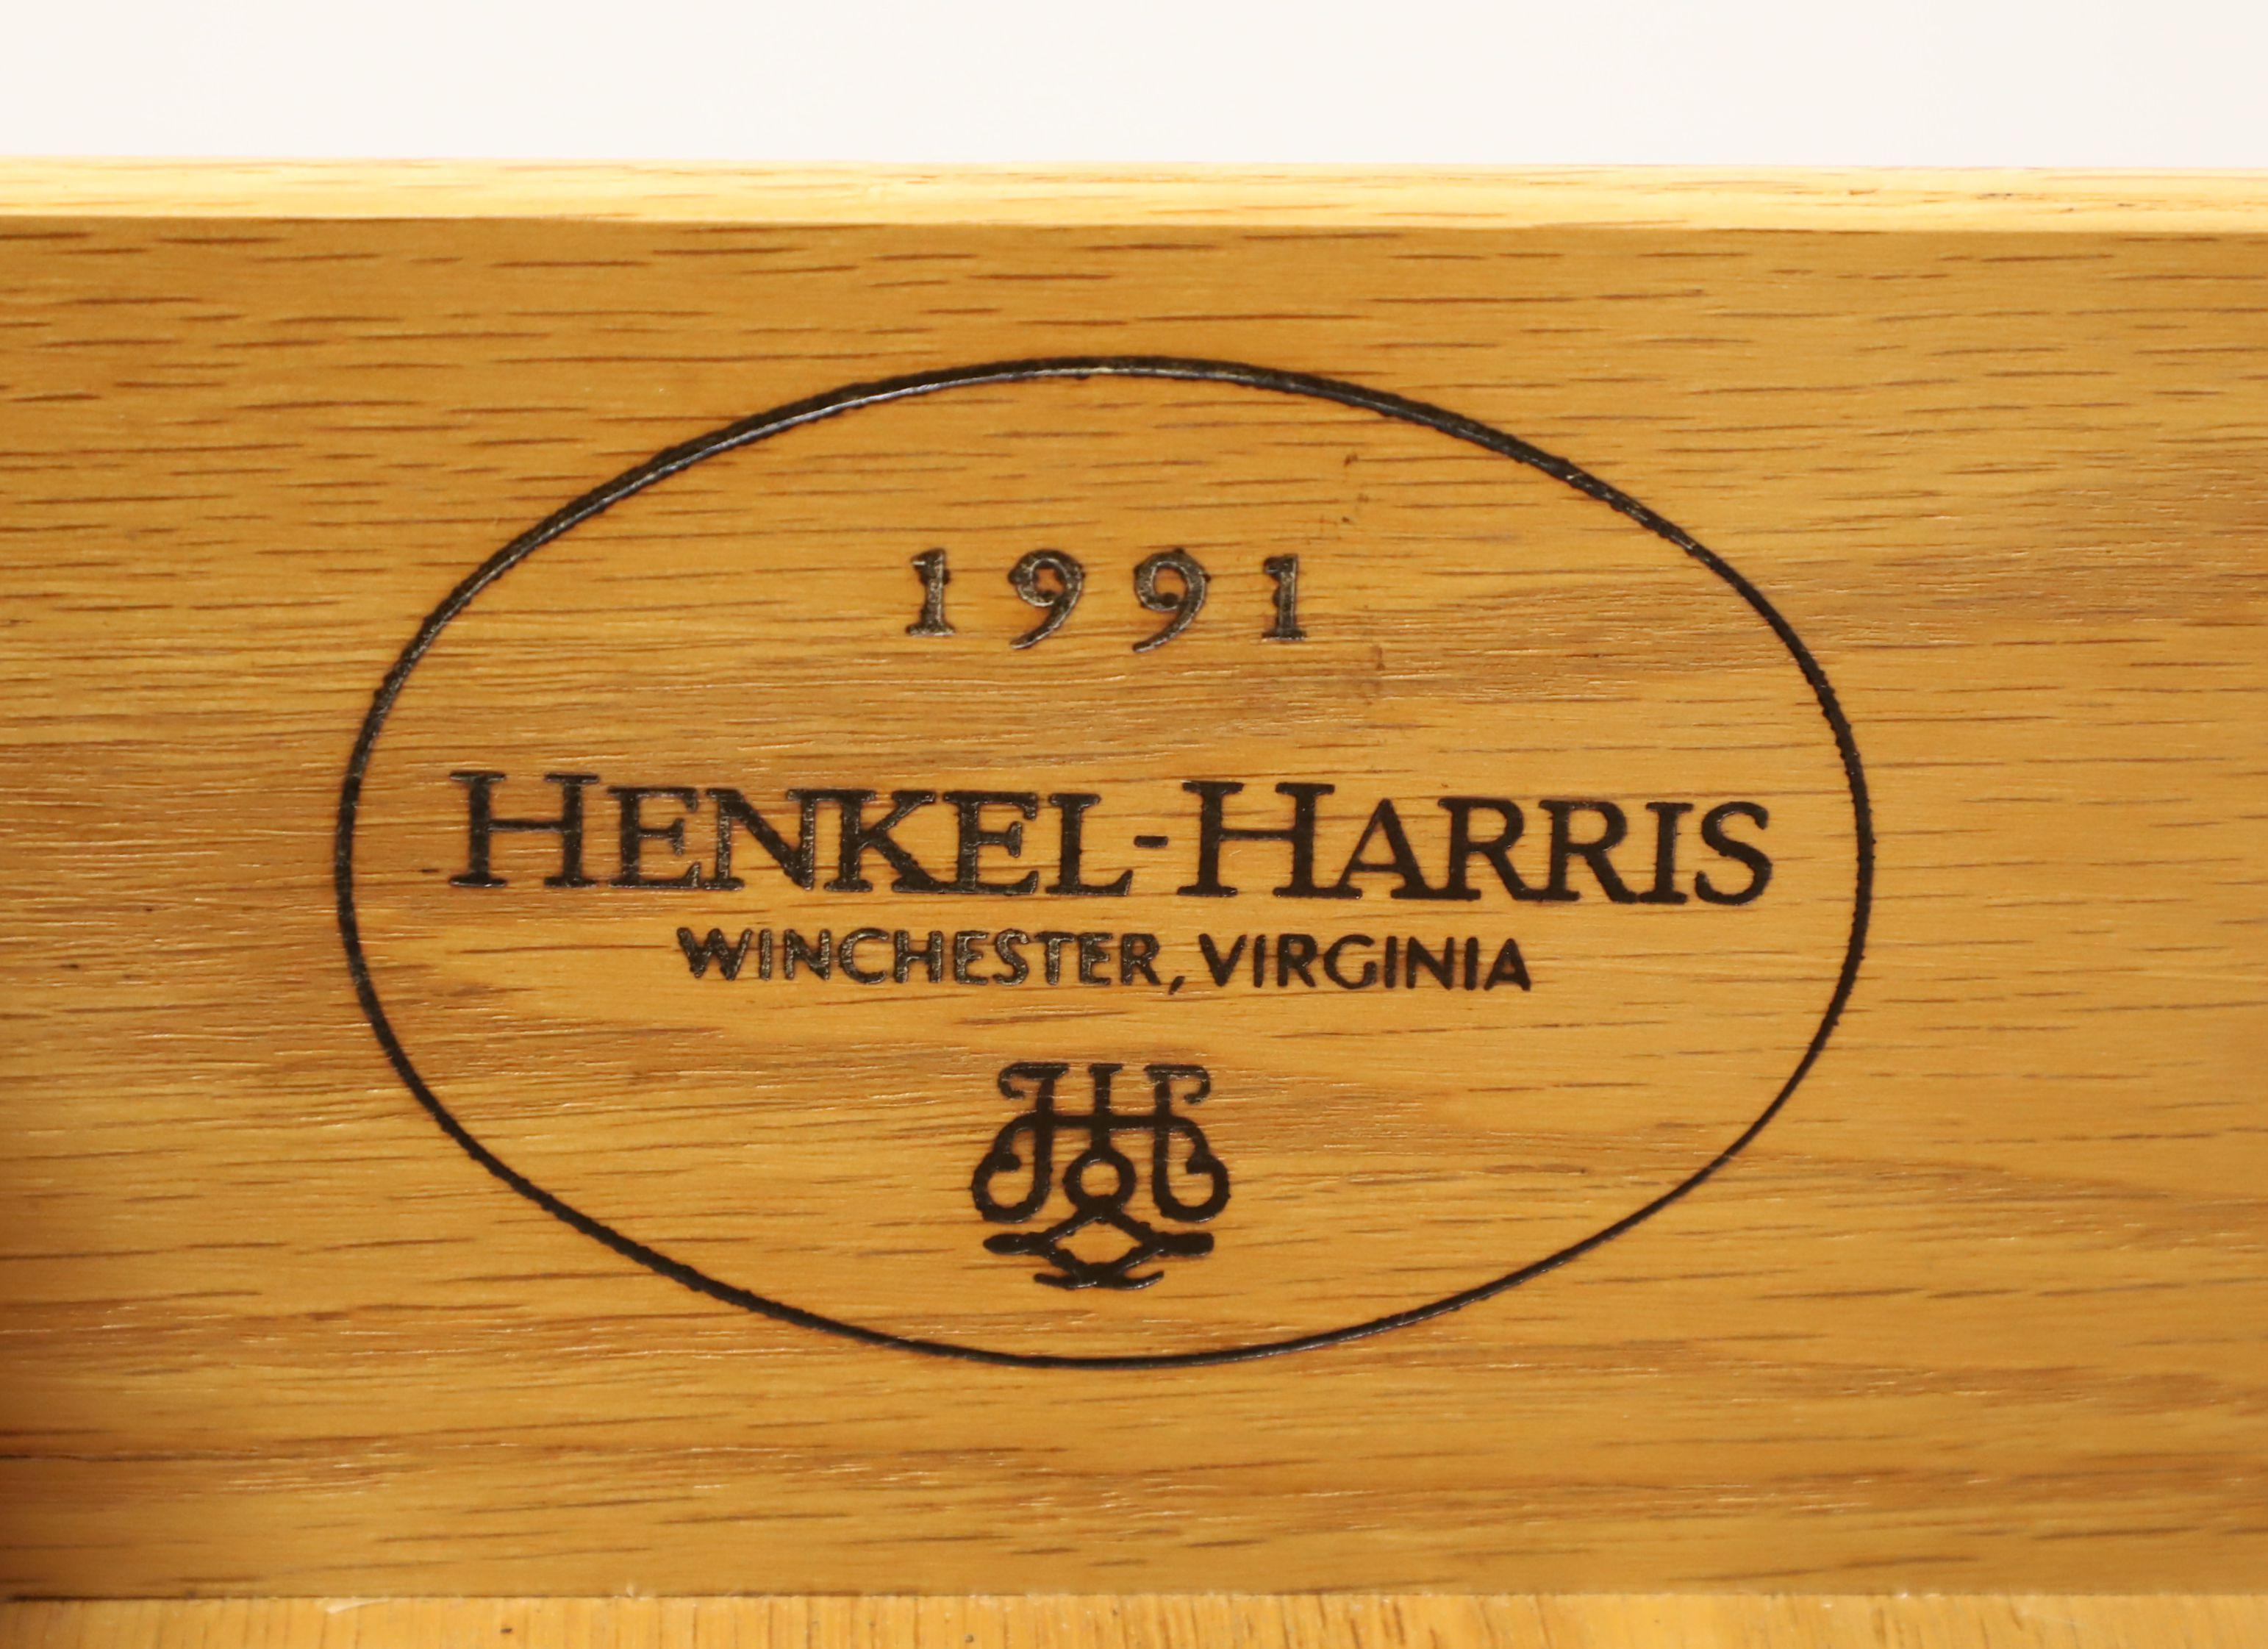 1991
HENKEL-HARRIS
WINCHESTER, VIRGINIA